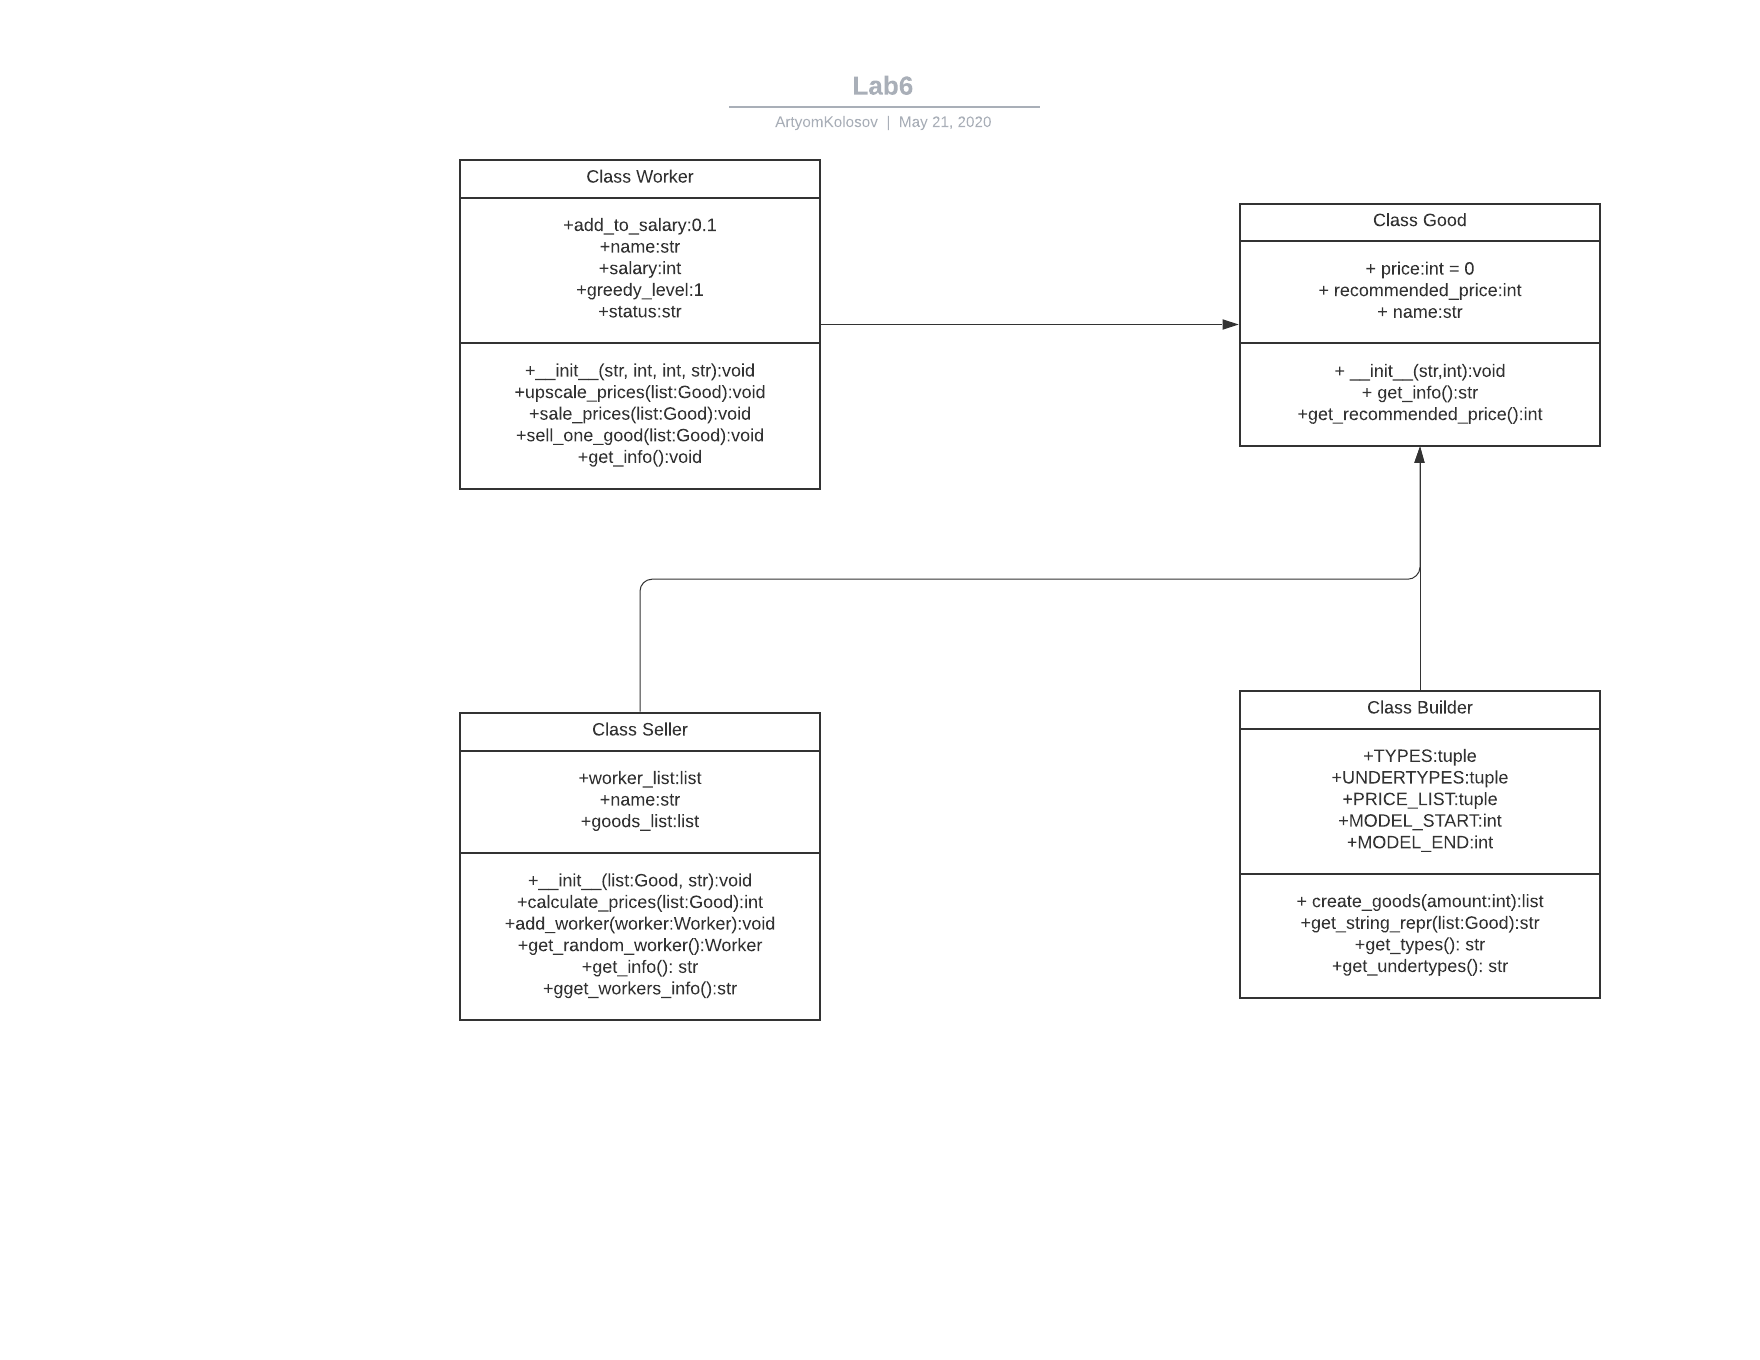 Lab6
ArtyomKolosov | May 21, 2020
Class Worker
+add_to_salary:0.1
+name:str
+salary:int
+greedy_level:1
+status:str
+__init__(str, int, int, str):void
+upscale_prices(list:Good):void
+sale_prices(list:Good):void
+sell_one_good(list:Good):void
+get_info():void
Class Good
+ price:int = 0
+ recommended_price:int
+ name:str
+ __init__(str,int):void
+ get_info():str
+get_recommended_price():int
Class Seller
+worker_list:list
+name:str
+goods_list:list
+__init__(list:Good, str):void
+calculate_prices(list:Good):int
+add_worker(worker:Worker):void
+get_random_worker():Worker
+get_info(): str
+gget_workers_info():str
Class Builder
+TYPES:tuple
+UNDERTYPES:tuple
+PRICE_LIST:tuple
+MODEL_START:int
+MODEL_END:int
+ create_goods(amount:int):list
+get_string_repr(list:Good):str
+get_types(): str
+get_undertypes(): str